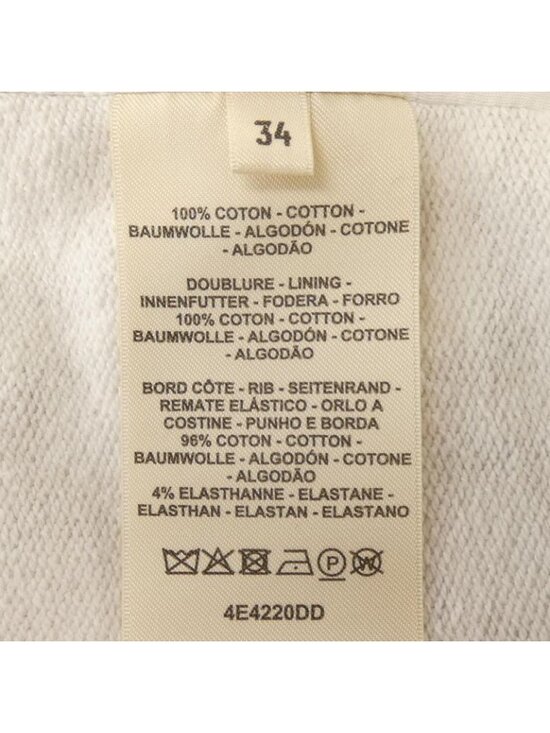 34
100% COTON - COTTON -
BAUMWOLLE - ALGODÓN - COTONE
- ALGODÃO
DOUBLURE - LINING -
INNENFUTTER - FODERA - FORRO
100% COTON - COTTON -
BAUMWOLLE - ALGODÓN - COTONE
- ALGODÃO
BORD CÔTE - RIB - SEITENRAND -
REMATE ELÁSTICO - ORLO A
COSTINE - PUNHO E BORDA
96% COTON - COTTON -
BAUMWOLLE - ALGODÓN - COTONE
- ALGODÃO
4% ELASTHANNE - ELASTANE -
ELASTHAN - ELASTAN - ELASTANO
P W
4E4220DD